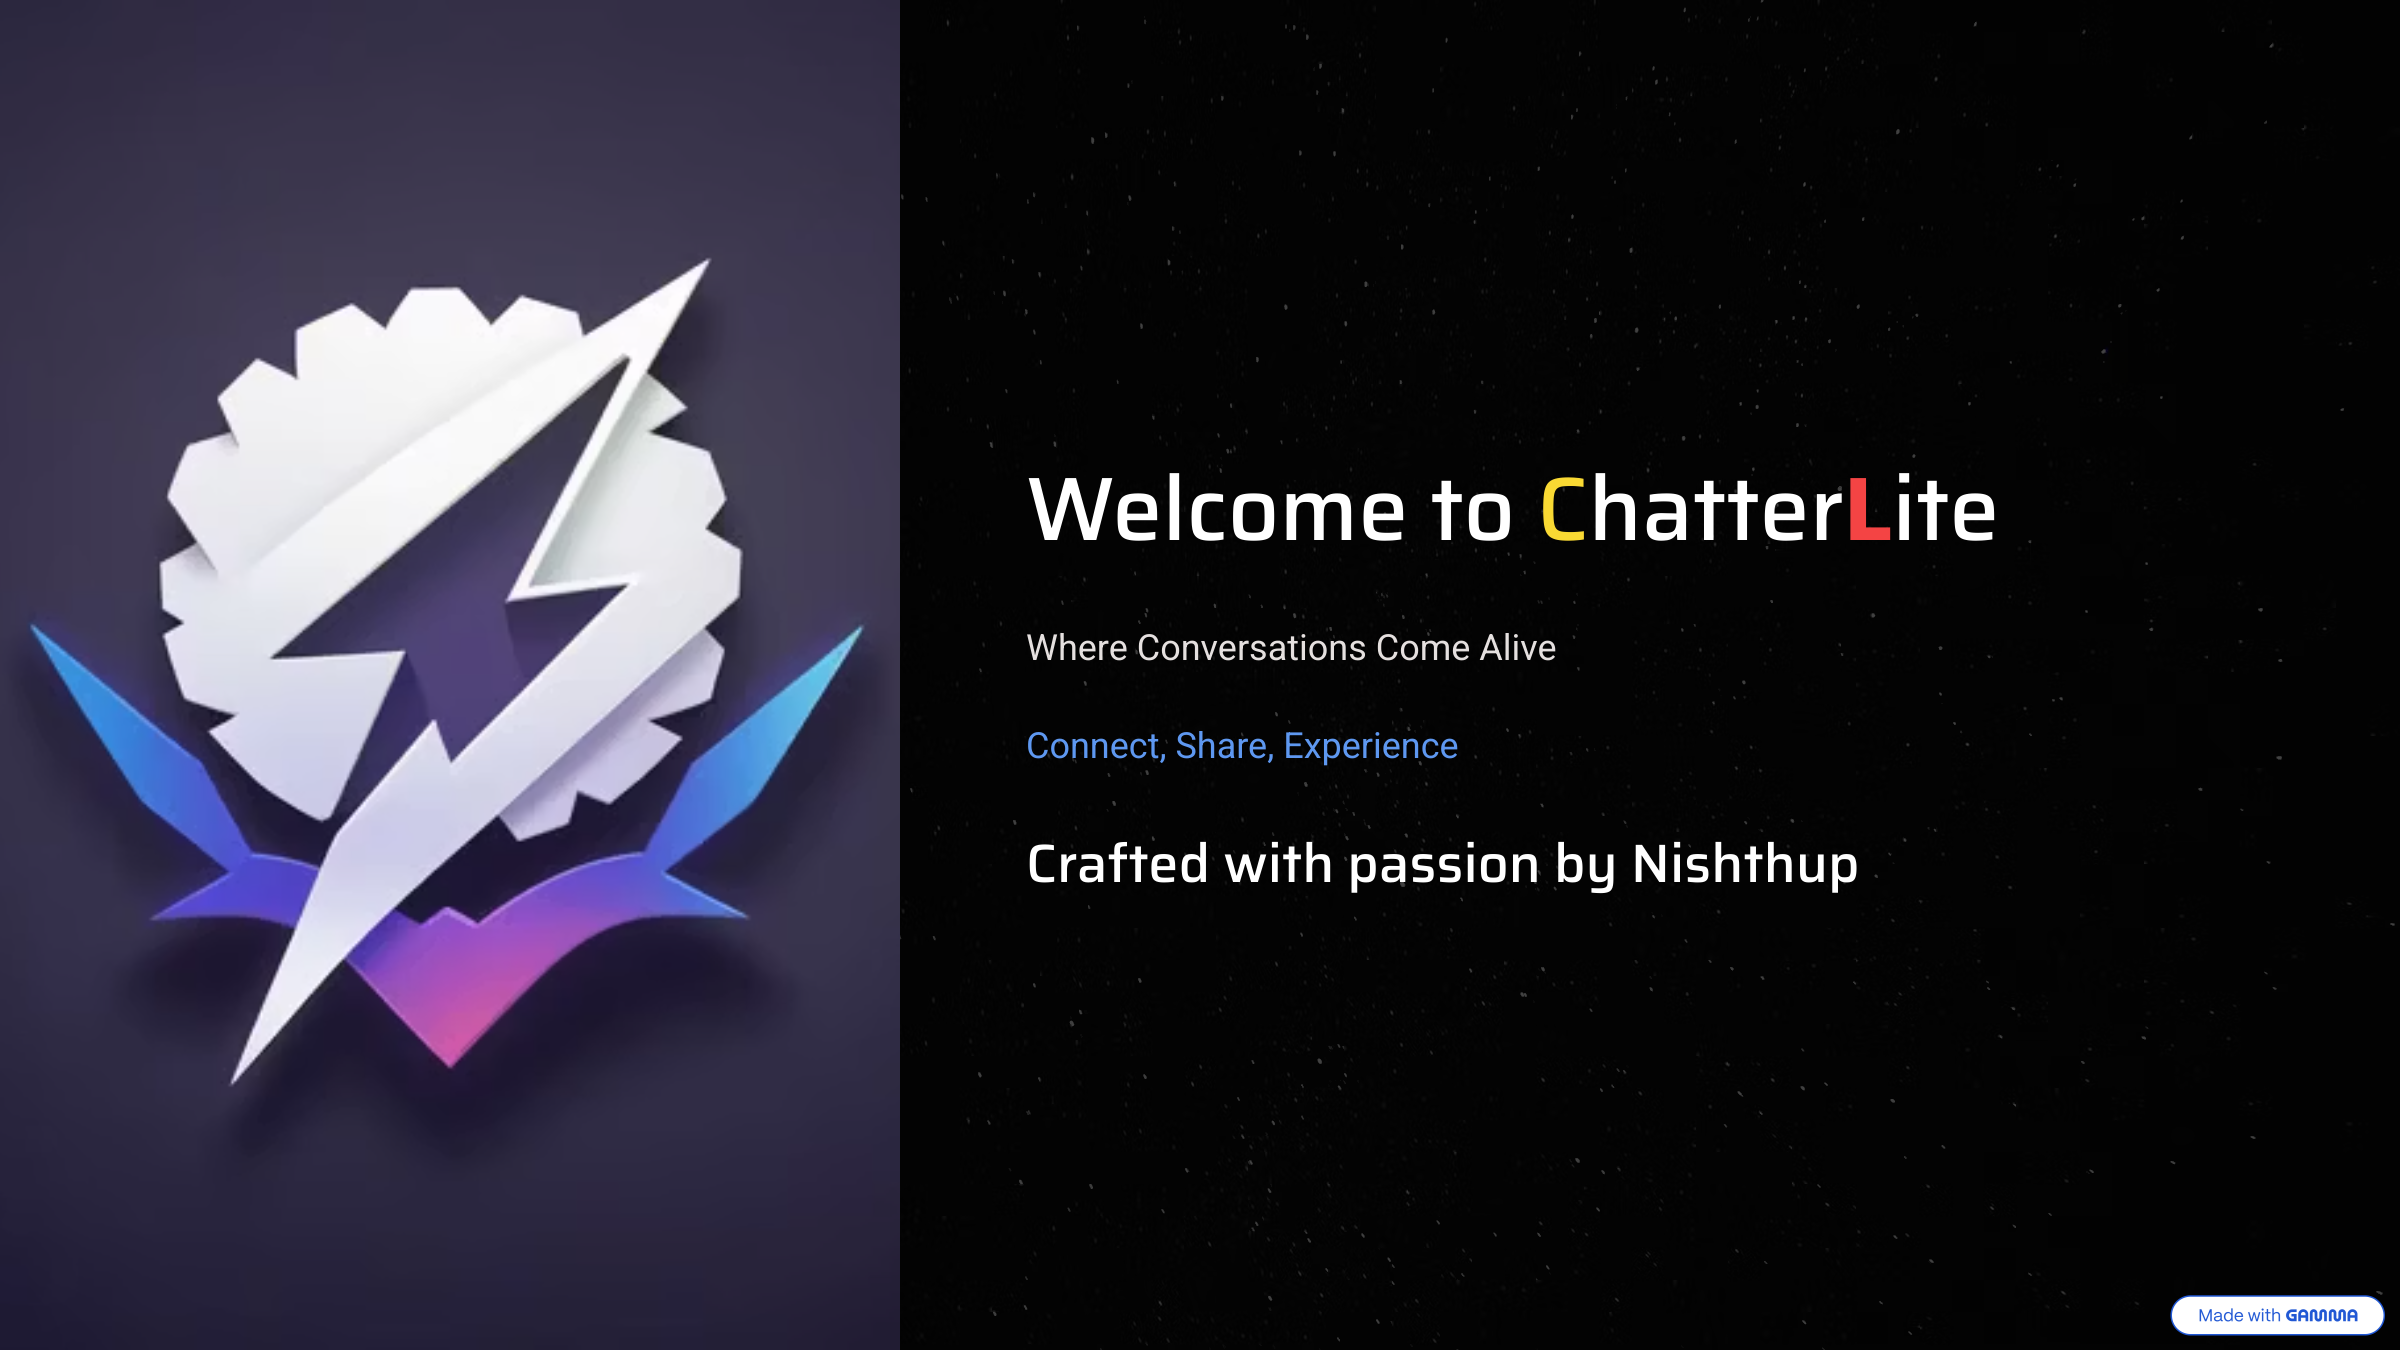 Welcome to ChatterLite
Where Conversations Come Alive
Connect, Share, Experience
Crafted with passion by Nishthup
Made with GAMMA